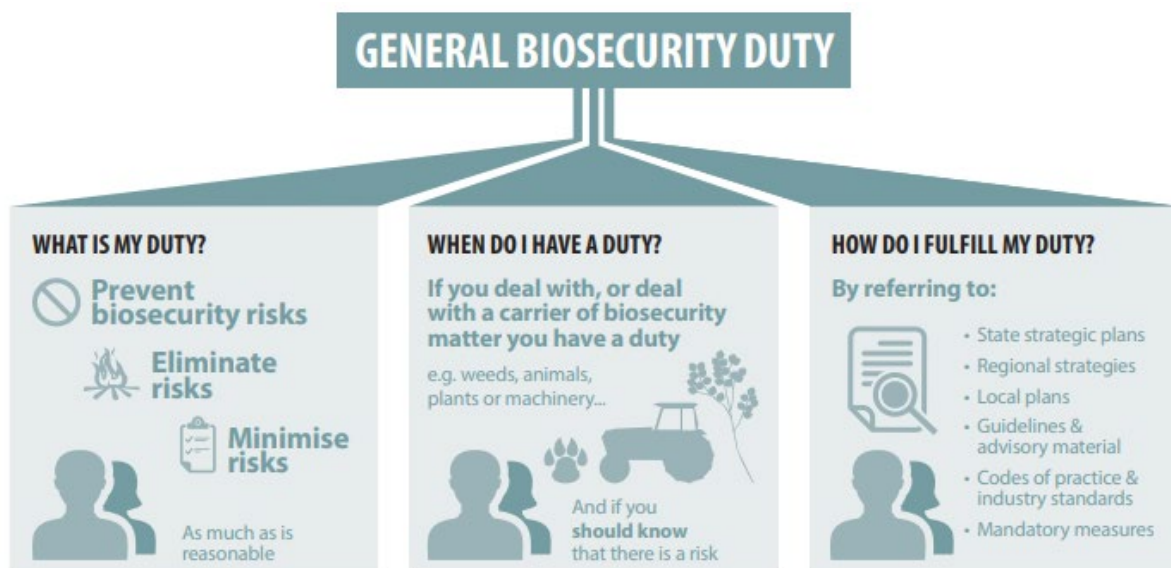 GENERAL BIOSECURITY DUTY
WHAT IS MY DUTY?
Prevent
biosecurity risks
Eliminate
risks
Minimise
risks
As much as is
reasonable
WHEN DO I HAVE A DUTY?
If you deal with, or deal
with a carrier of biosecurity
matter you have a duty
e.g. weeds, animals,
plants or machinery...
And if you
should know
that there is a risk
HOW DO I FULFILL MY DUTY?
By referring to:
• State strategic plans
• Regional strategies
• Local plans
• Guidelines &
advisory material
• Codes of practice &
industry standards
• Mandatory measures